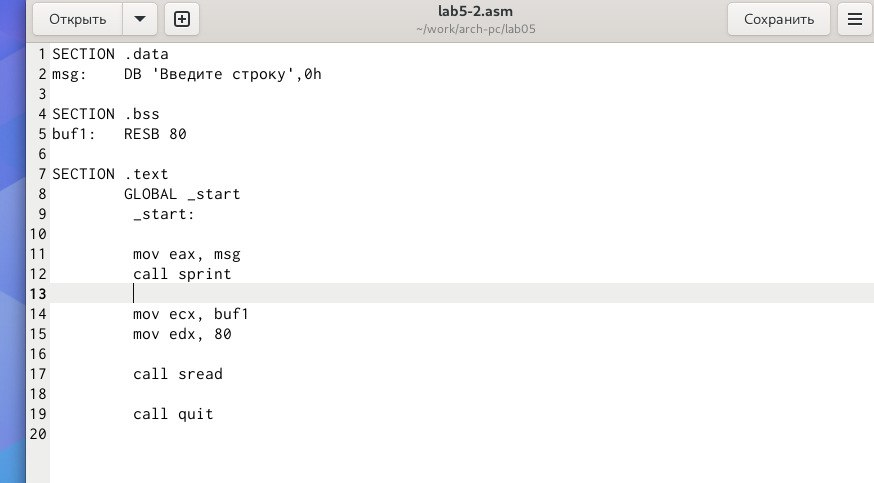 Открыть
lab5-2.asm
~/work/arch-pc/lab05
Сохранить
1 SECTION .data
2 msg: DB 'Введите строку',0h
3
4 SECTION .bss
5 buf1: RESB 80
6
7 SECTION .text
8 GLOBAL _start
9 _start:
10
11 mov eax, msg
12 call sprint
13
14 mov ecx, buf1
15 mov edx, 80
16
17 call sread
18
19 call quit
20